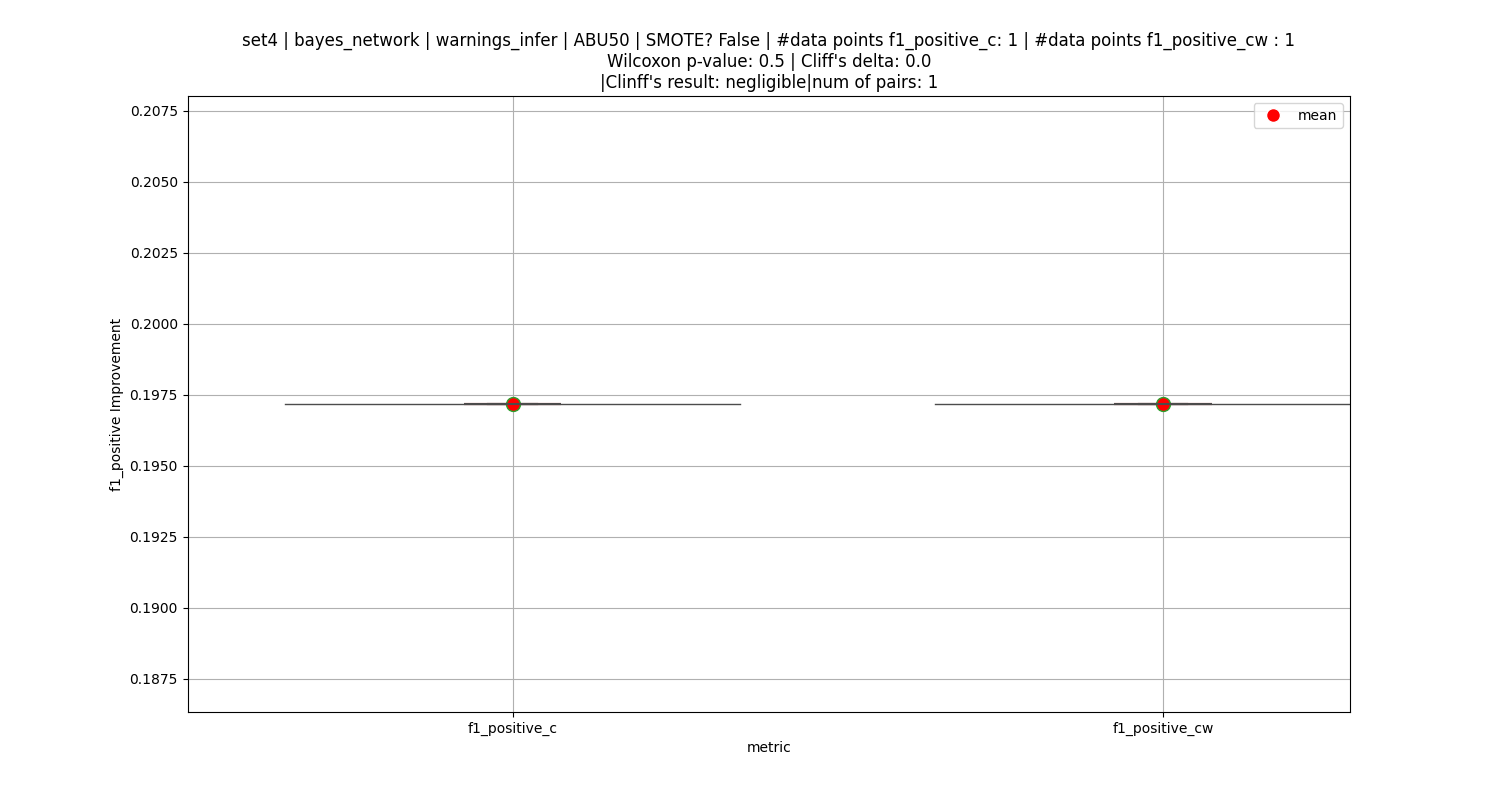 set4 | bayes_network | warnings_infer | ABU50 | SMOTE? False | #data points f1_positive_c: 1 | #data points f1_positive_cw : 1
Wilcoxon p-value: 0.5 | Cliff's delta: 0.0
|Clinff's result: negligible|num of pairs: 1
mean
0.2075
0.2050
0.2025
0.2000
0.1975
0.1950
0.1925
0.1900
0.1875
f1_positive Improvement
f1_positive_c
f1_positive_cw
metric